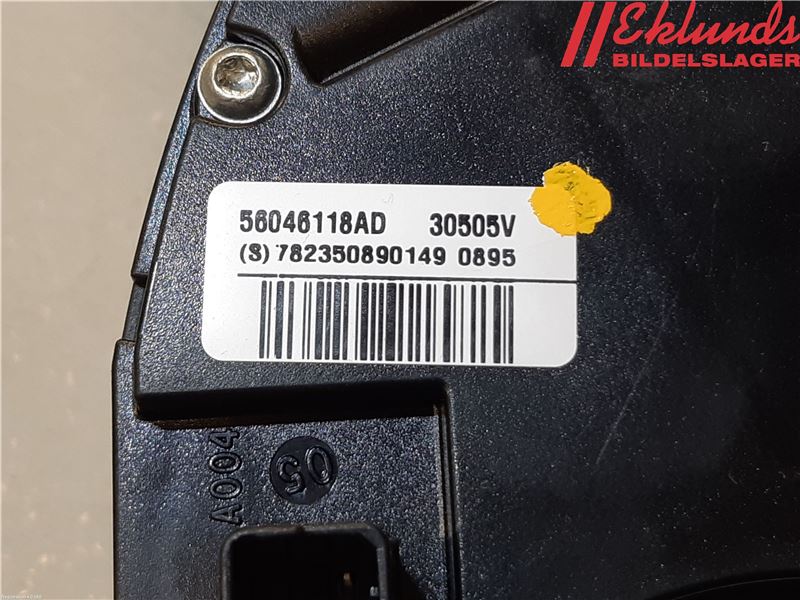 Eklunds
BILDELSLAGER
56046118AD 30505V
(S) 782350890149 0895
A004
05